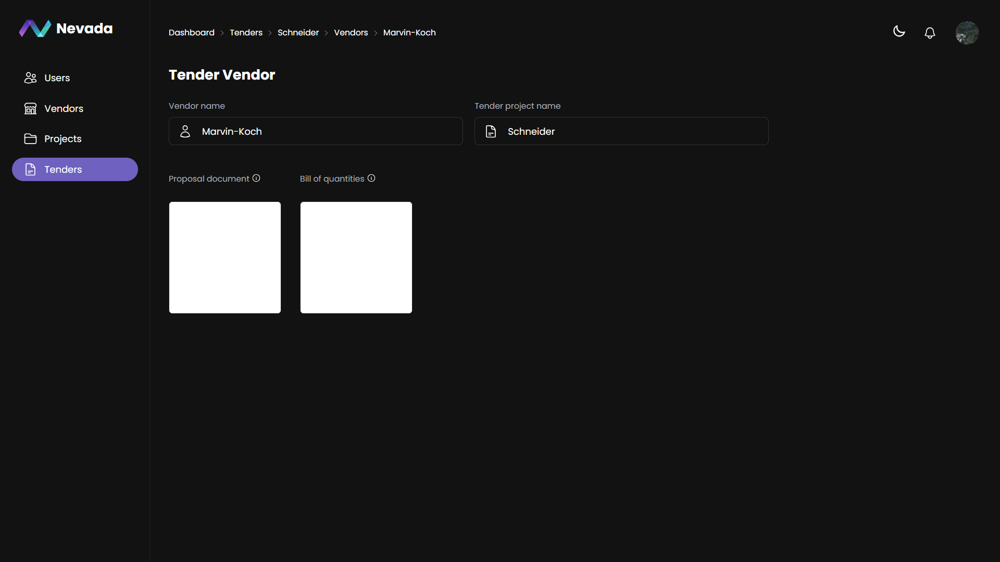 Nevada
Users
Vendors
Projects
Tenders
Dashboard > Tenders > Schneider > Vendors > Marvin-Koch
Tender Vendor
Vendor name
Marvin-Koch
Tender project name
Schneider
Proposal document
Bill of quantities